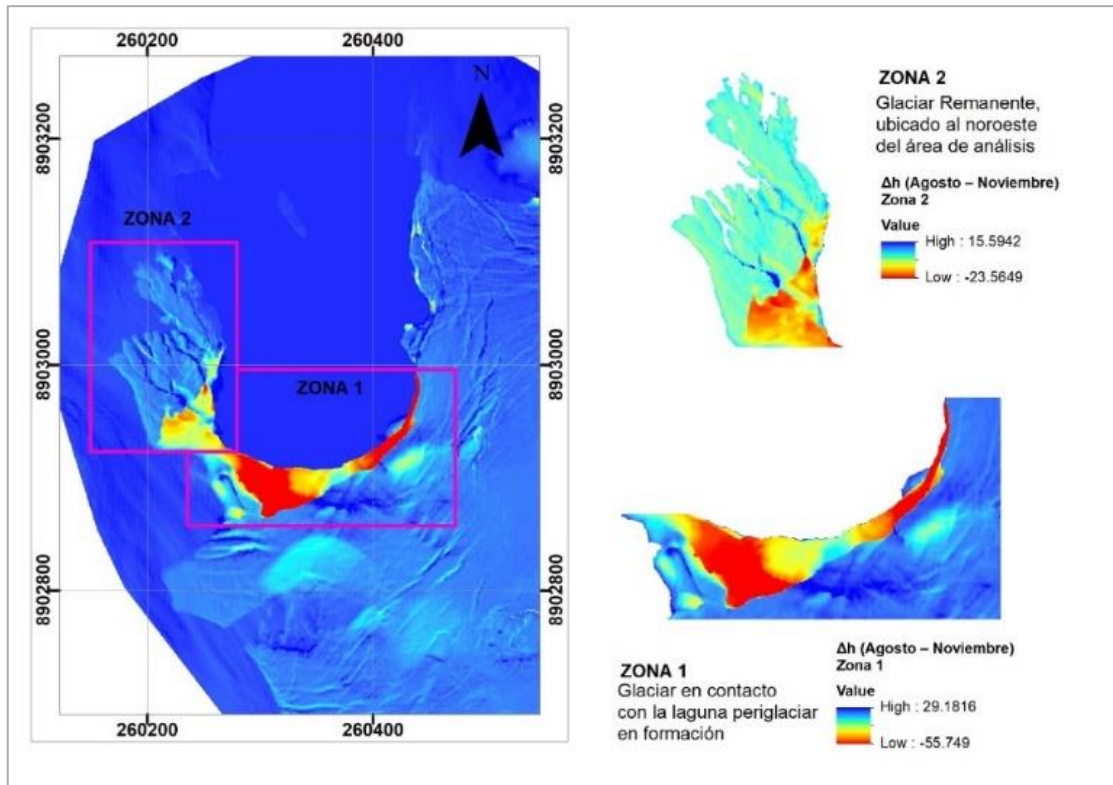 260200
260400
N
8903200
8903200
ZONA 2
8903000
8903000
ZONA 1
8902800
8902800
260200
260400
ZONA 2
Glaciar Remanente,
ubicado al noroeste
del área de análisis
Δh (Agosto – Noviembre)
Zona 2
Value
High : 15.5942
Low : -23.5649
ZONA 1
Glaciar en contacto
con la laguna periglaciar
en formación
Δh (Agosto – Noviembre)
Zona 1
Value
High : 29.1816
Low : -55.749